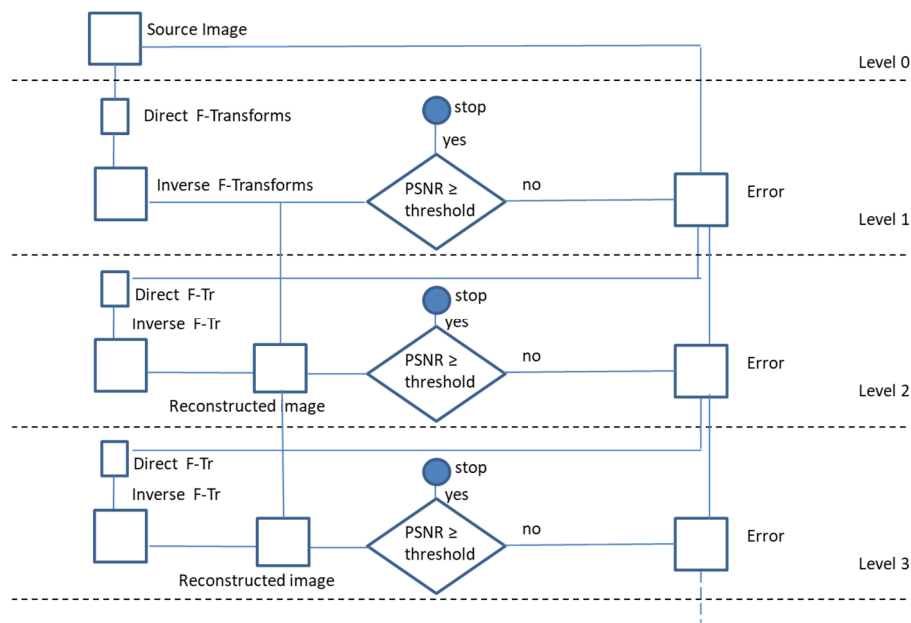 Source Image
Level 0
Direct F-Transforms
stop
yes
Inverse F-Transforms
PSNR ≥
threshold
no
Error
Level 1
Direct F-Tr
stop
Inverse F-Tr
yes
PSNR ≥
threshold
no
Error
Reconstructed image
Level 2
Direct F-Tr
stop
Inverse F-Tr
yes
PSNR ≥
threshold
no
Error
Reconstructed image
Level 3